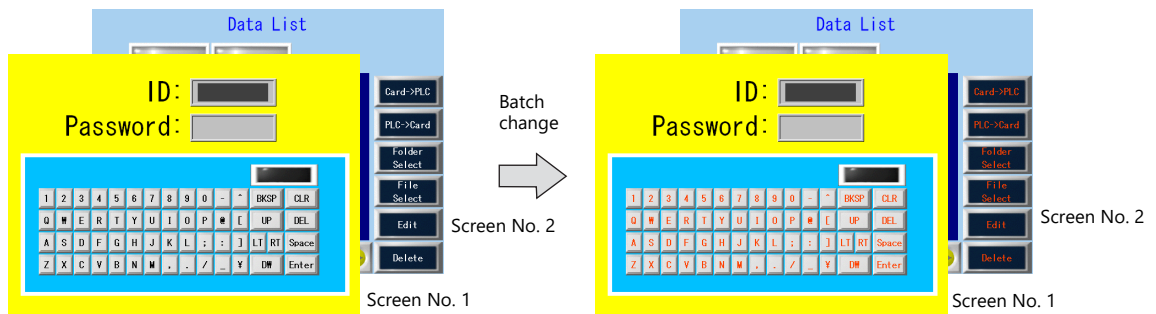 Data List
ID:
Password:
Card->PLC
PLC->Card
Folder
Select
File
Select
Edit
Delete
1 2 3 4 5 6 7 8 9 0 - ^ BKSP CLR
Q W E R T Y U I O P @ [ UP DEL
A S D F G H J K L ; : ] LT RT Space
Z X C V B N M , . / _ ¥ DW Enter
Screen No. 2
Screen No. 1
Batch
change
Data List
ID:
Password:
Card->PLC
PLC->Card
Folder
Select
File
Select
Edit
Delete
1 2 3 4 5 6 7 8 9 0 - ^ BKSP CLR
Q W E R T Y U I O P @ [ UP DEL
A S D F G H J K L ; : ] LT RT Space
Z X C V B N M , . / _ ¥ DW Enter
Screen No. 2
Screen No. 1